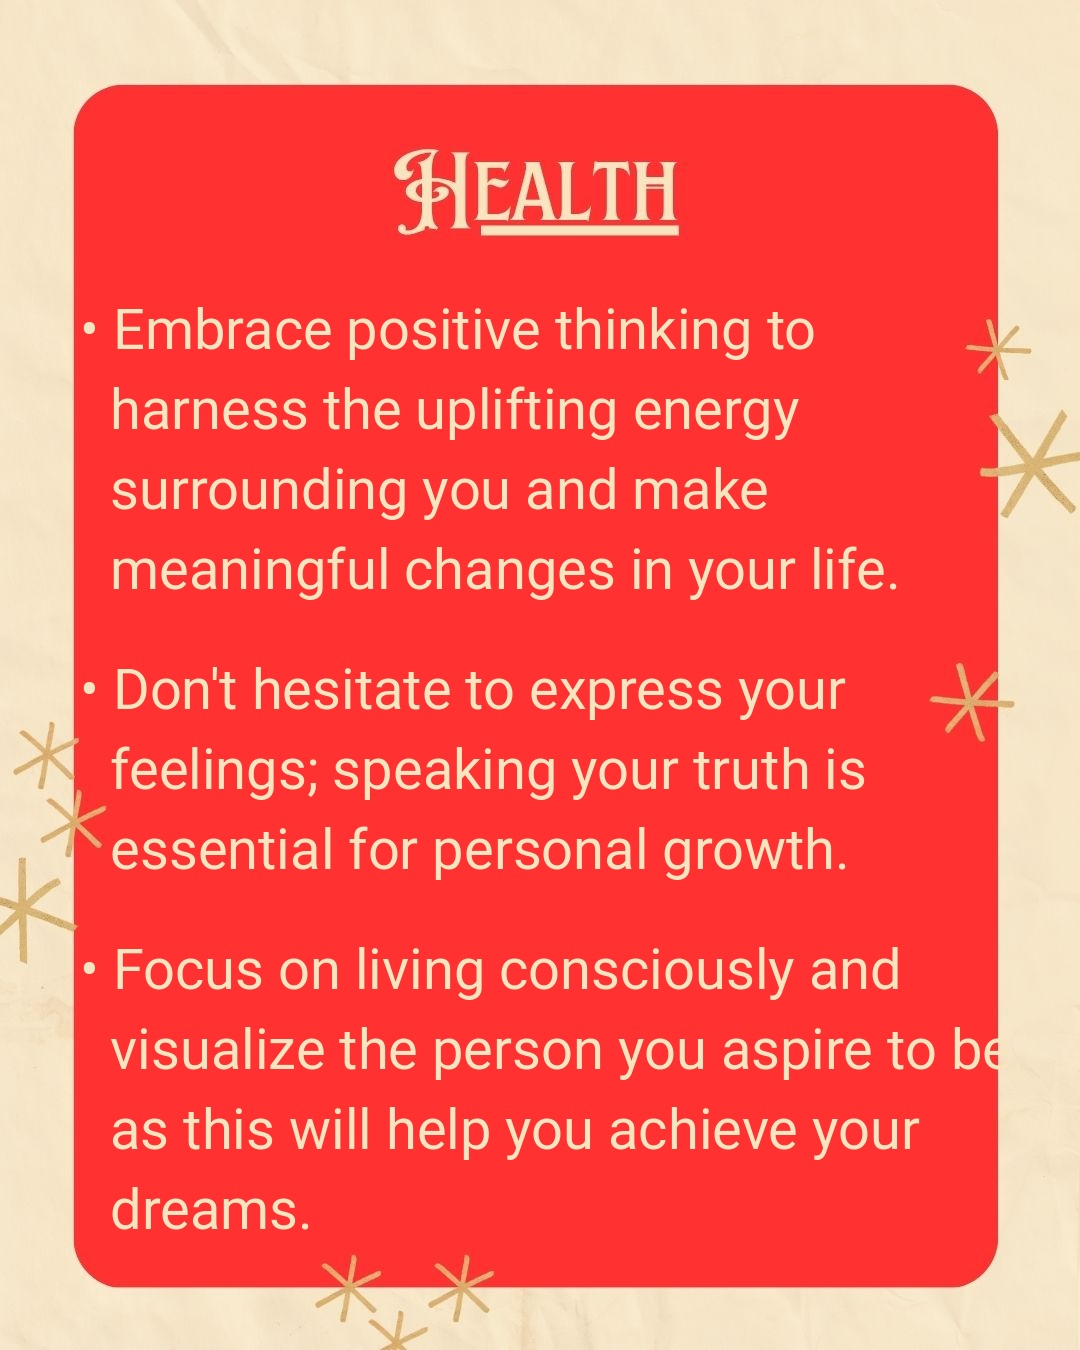 Health
• Embrace positive thinking to
harness the uplifting energy
surrounding you and make
meaningful changes in your life.
• Don't hesitate to express your
feelings; speaking your truth is
essential for personal growth.
• Focus on living consciously and
visualize the person you aspire to be
as this will help you achieve your
dreams.